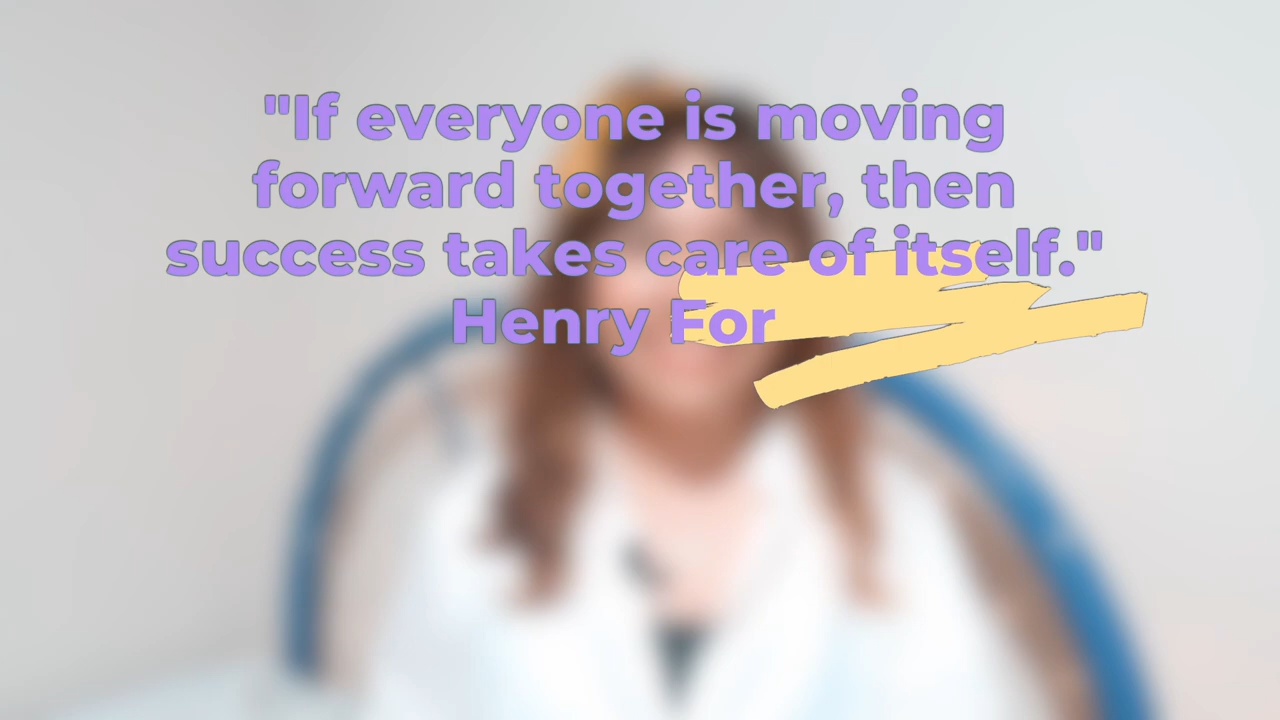 "If everyone is moving
forward together, then
success takes care of itself."
Henry For